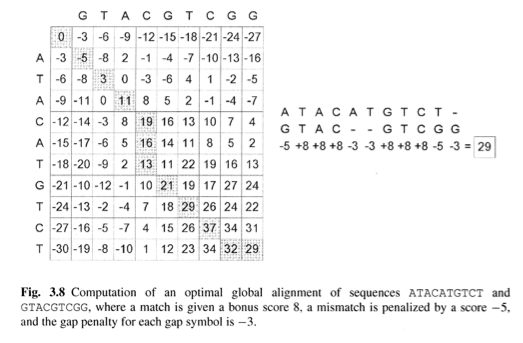 G T A C G T C G G
0 -3 -6 -9 -12 -15 -18 -21 -24 -27
A -3 -5 -8 2 -1 -4 -7 -10 -13 -16
T -6 -8 3 0 -3 -6 4 1 -2 -5
A -9 -11 0 11 8 5 2 -1 -4 -7
C -12 -14 -3 8 19 16 13 10 7 4
A -15 -17 -6 5 16 14 11 8 5 2
T -18 -20 -9 2 13 11 22 19 16 13
G -21 -10 -12 -1 10 21 19 17 27 24
T -24 -13 -2 -4 7 18 29 26 24 22
C -27 -16 -5 -7 4 15 26 37 34 31
T -30 -19 -8 -10 1 12 23 34 32 29
A T A C A T G T C T -
G T A C - - G T C G G
-5 +8 +8 +8 -3 -3 +8 +8 +8 -5 -3 = 29
Fig. 3.8 Computation of an optimal global alignment of sequences ATACATGTCT and
GTACGTCGG, where a match is given a bonus score 8, a mismatch is penalized by a score −5,
and the gap penalty for each gap symbol is −3.